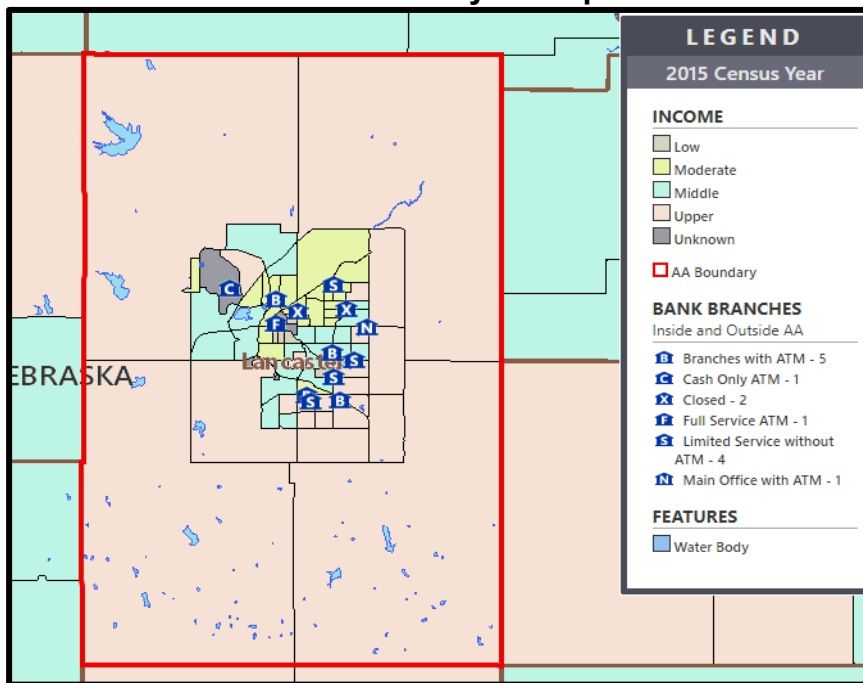 LEGEND
2015 Census Year
INCOME
Low
Moderate
Middle
Upper
Unknown
AA Boundary
BANK BRANCHES
Inside and Outside AA
B Branches with ATM - 5
C Cash Only ATM - 1
X Closed - 2
F Full Service ATM - 1
S Limited Service without
ATM - 4
N Main Office with ATM - 1
FEATURES
Water Body
C
B
S
X
X
F
N
B
S
Lancaster
EBRASKA
S
S
B